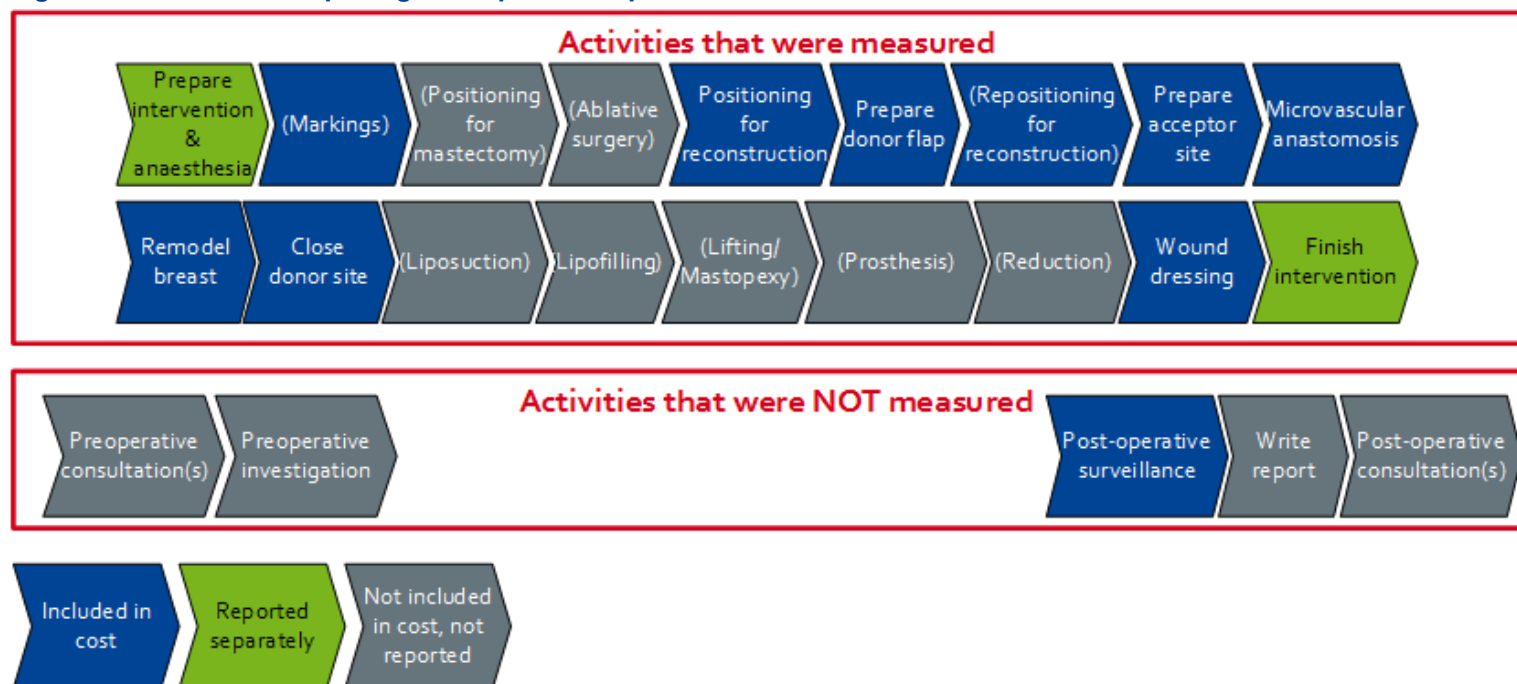 Activities that were measured
Prepare
intervention
&
anaesthesia
(Markings)
(Positioning
for
mastectomy)
(Ablative
surgery)
Positioning
for
reconstruction
Prepare
donor flap
(Repositioning
for
reconstruction)
Prepare
acceptor
site
Microvascular
anastomosis
Remodel
breast
Close
donor site
(Liposuction)
(Lipofilling)
(Lifting/
Mastopexy)
(Prosthesis)
(Reduction)
Wound
dressing
Finish
intervention
Activities that were NOT measured
Preoperative
consultation(s)
Preoperative
investigation
Post-operative
surveillance
Write
report
Post-operative
consultation(s)
Included in
cost
Reported
separately
Not included
in cost, not
reported